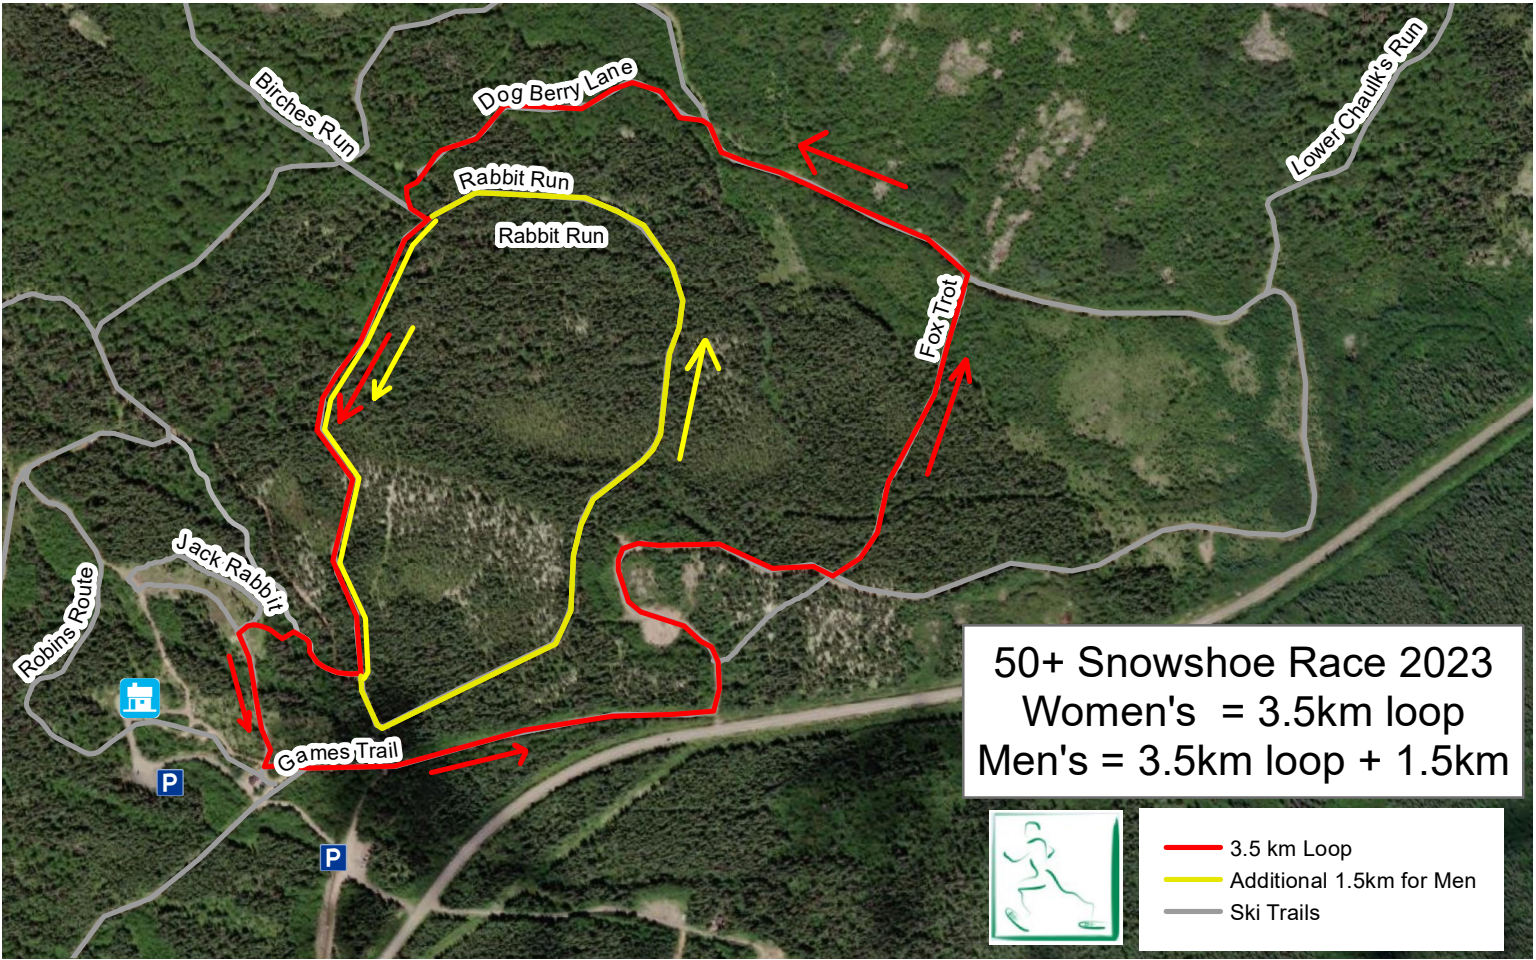 Birches Run
Dog Berry Lane
Lower Chaulk's Run
Rabbit Run
Rabbit Run
Fox Trot
Jack Rabbit
Robins Route
Games Trail
P
P
50+ Snowshoe Race 2023
Women's = 3.5km loop
Men's = 3.5km loop + 1.5km
3.5 km Loop
Additional 1.5km for Men
Ski Trails